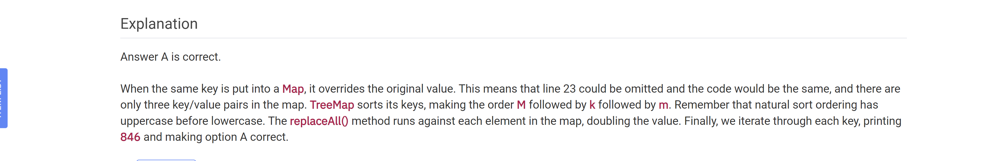 Explanation
Answer A is correct.
When the same key is put into a Map, it overrides the original value. This means that line 23 could be omitted and the code would be the same, and there are
only three key/value pairs in the map. TreeMap sorts its keys, making the order M followed by k followed by m. Remember that natural sort ordering has
uppercase before lowercase. The replaceAll() method runs against each element in the map, doubling the value. Finally, we iterate through each key, printing
846 and making option A correct.